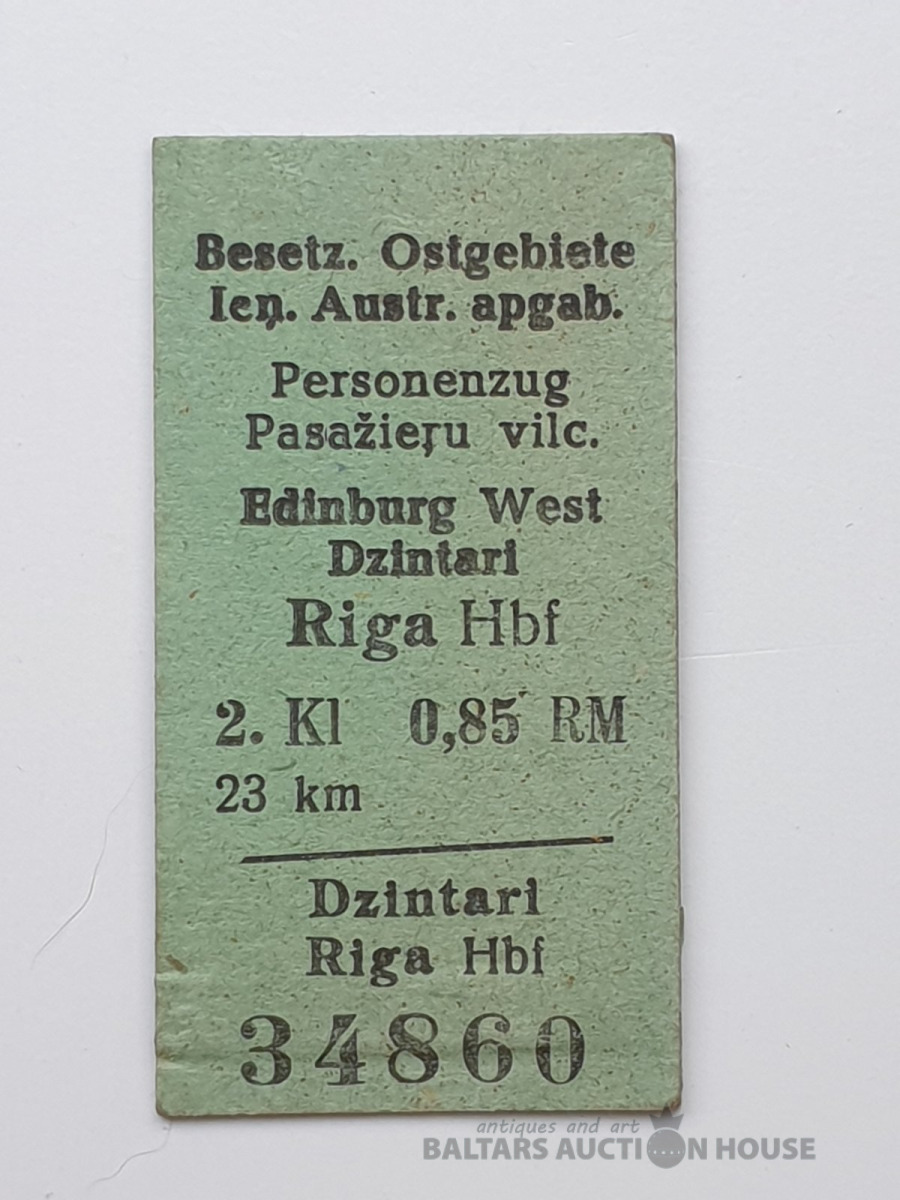 Besetz. Ostgebiete
Ieņ. Austr. apgab.
Personenzug
Pasažieŗu vilc.
Edinburg West
Dzintari
Riga Hbf
2. Kl 0,85 RM
23 km
Dzintari
Riga Hbf
34860
antiques and art
BALTARS AUCTION HOUSE